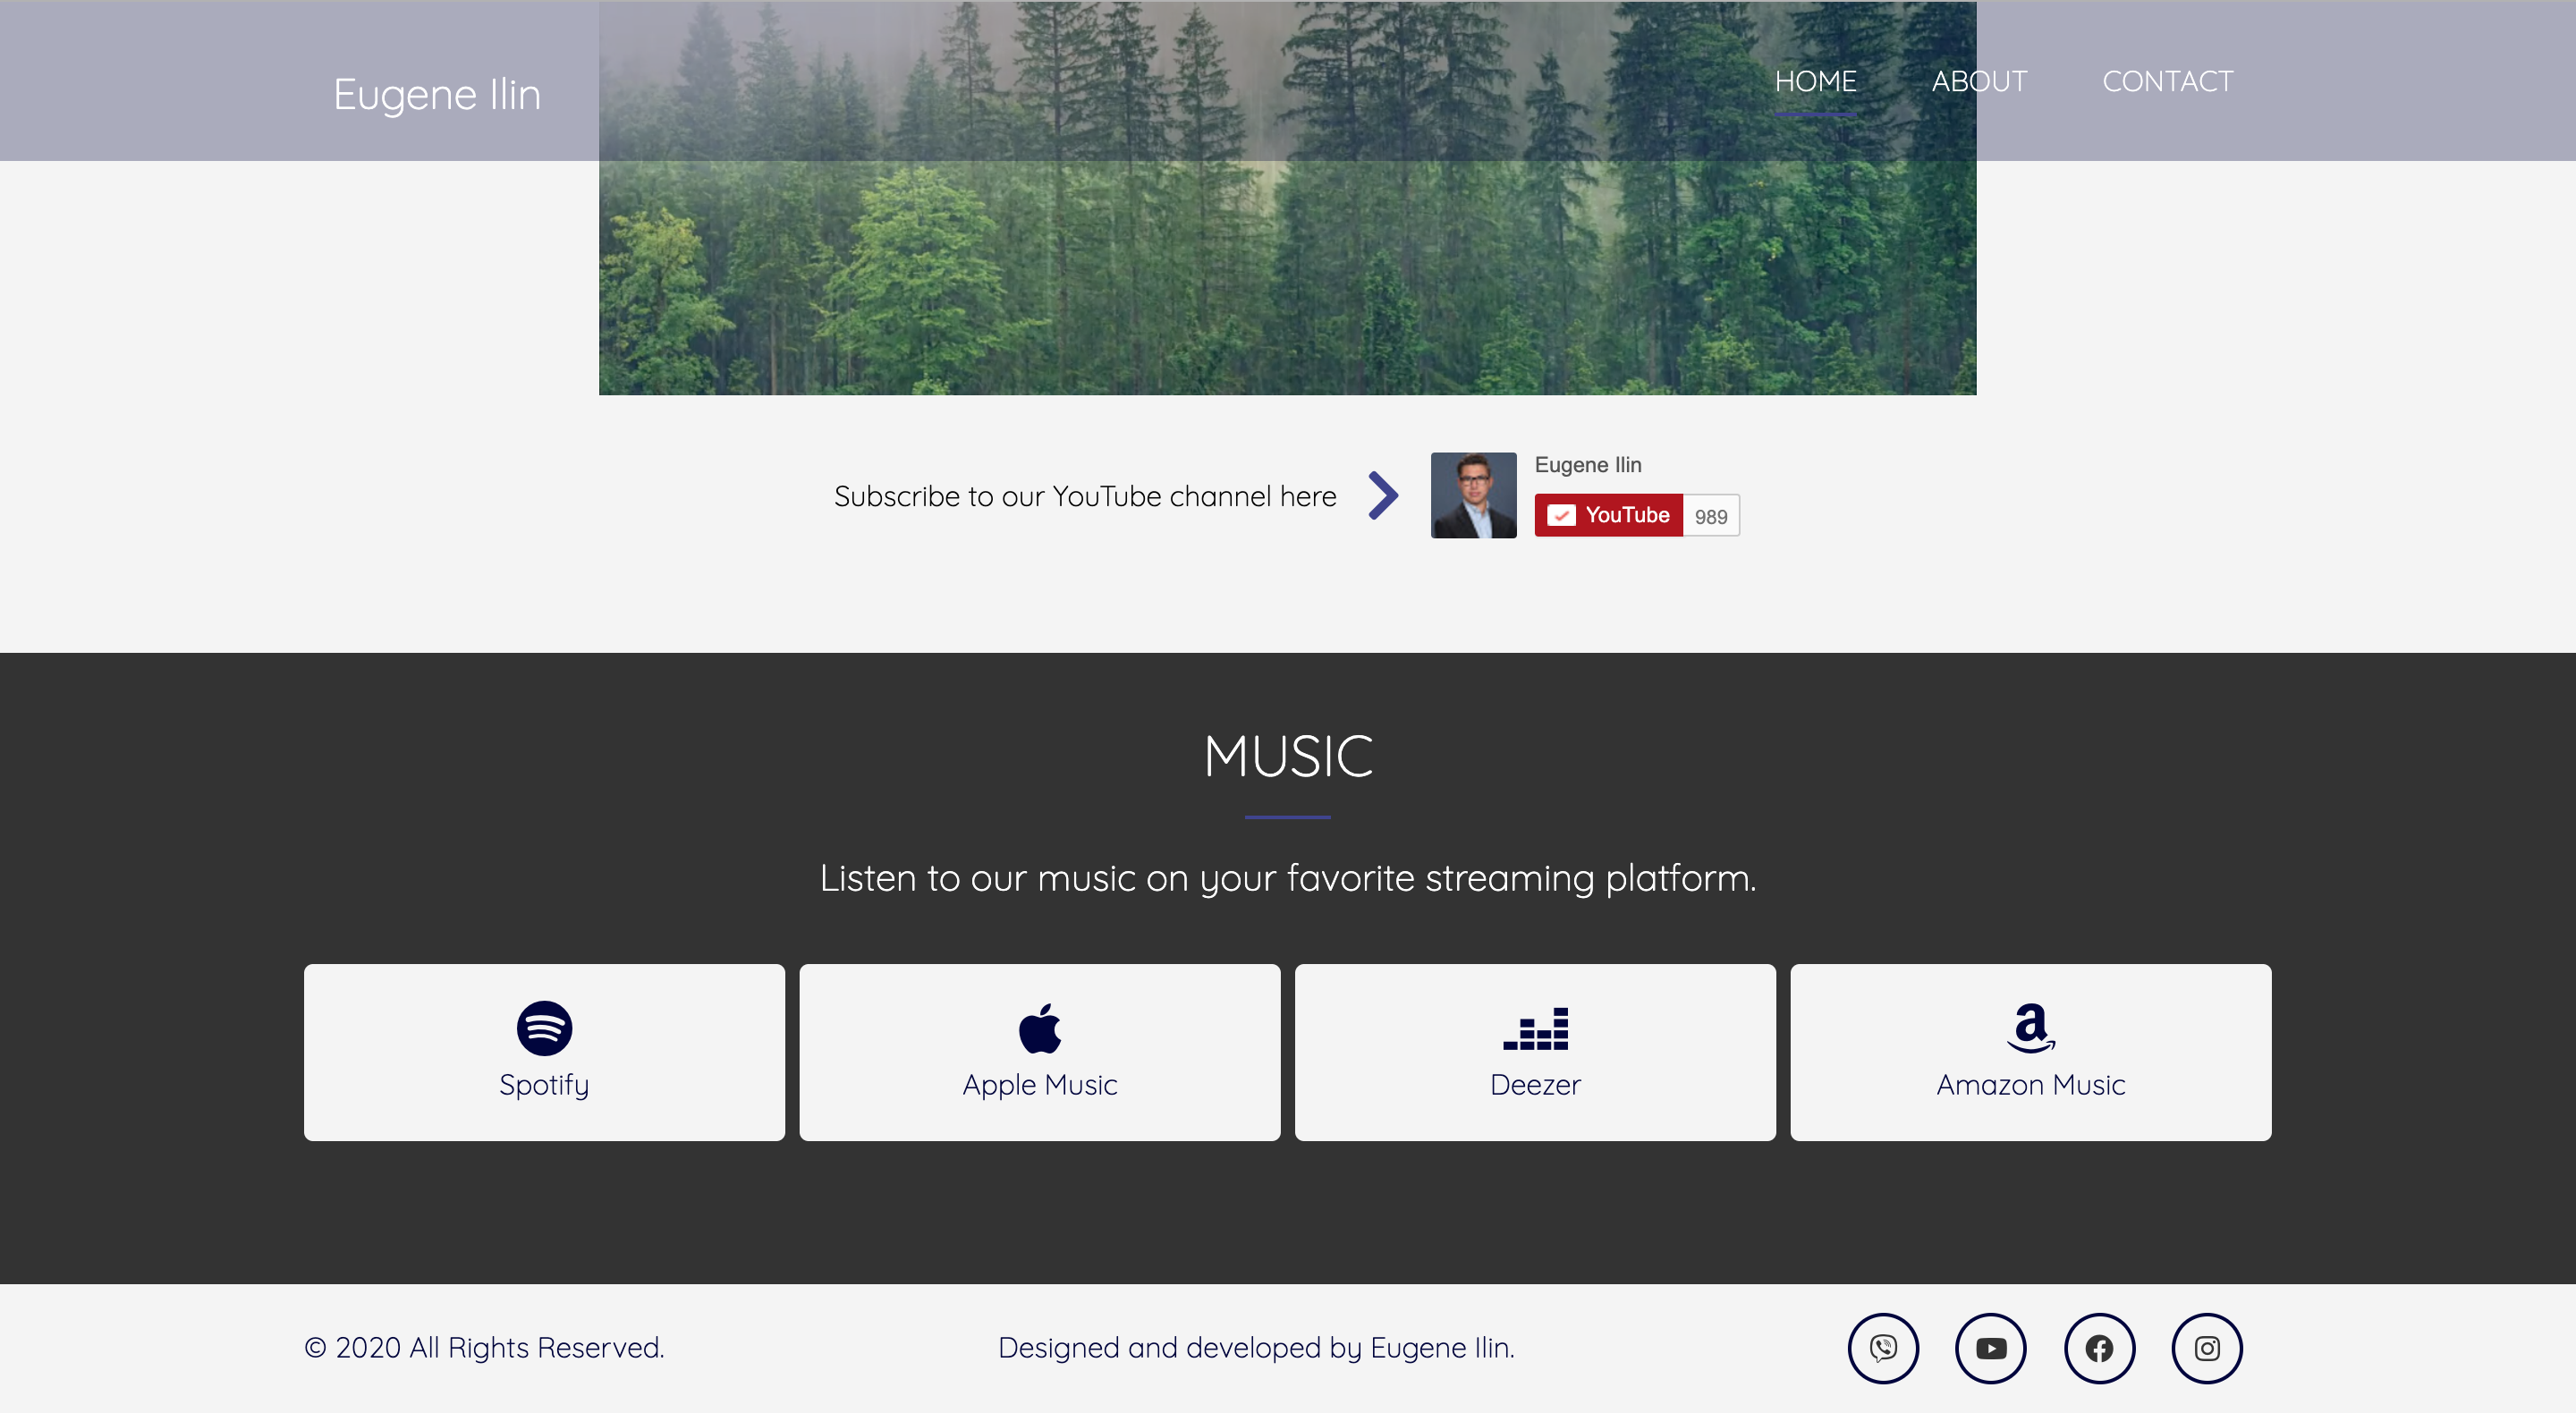 Eugene Ilin
HOME ABOUT CONTACT
Subscribe to our YouTube channel here
Eugene Ilin
YouTube 989
MUSIC
Listen to our music on your favorite streaming platform.
Spotify
Apple Music
Deezer
Amazon Music
© 2020 All Rights Reserved.
Designed and developed by Eugene Ilin.